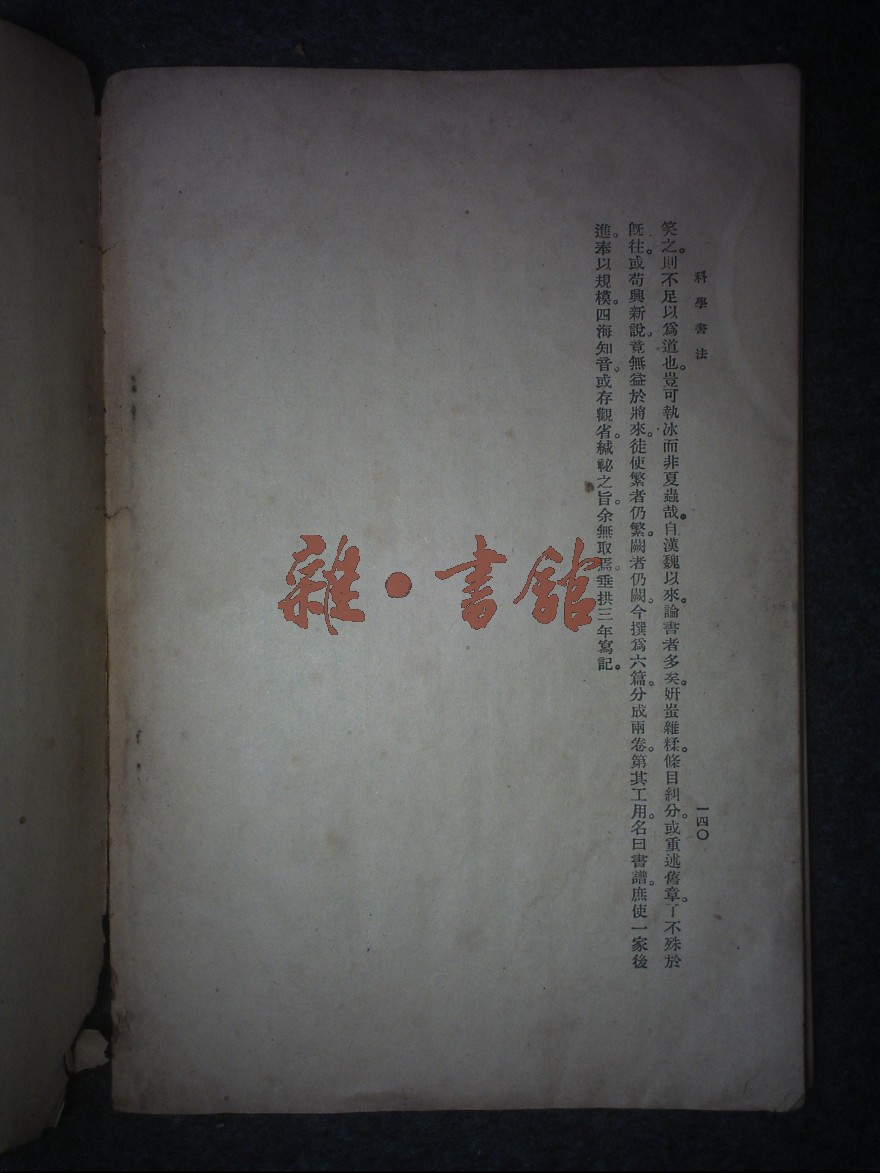 科學書法
一四〇
笑之。則不足以爲道也。豈可執冰而非夏蟲哉。自漢魏以來。論書者多矣。姸蚩雜糅。條目糾分。或重述舊章。了不殊於
旣往。或苟興新說。竟無益於將來。徒使繁者仍繁。闕者仍闕。今撰爲六篇。分成兩卷。第其工用。名曰書譜。庶使一家後
進。奉以規模。四海知音。或存觀省。緘祕之旨。余無取焉。垂拱三年寫記。
雜·書館